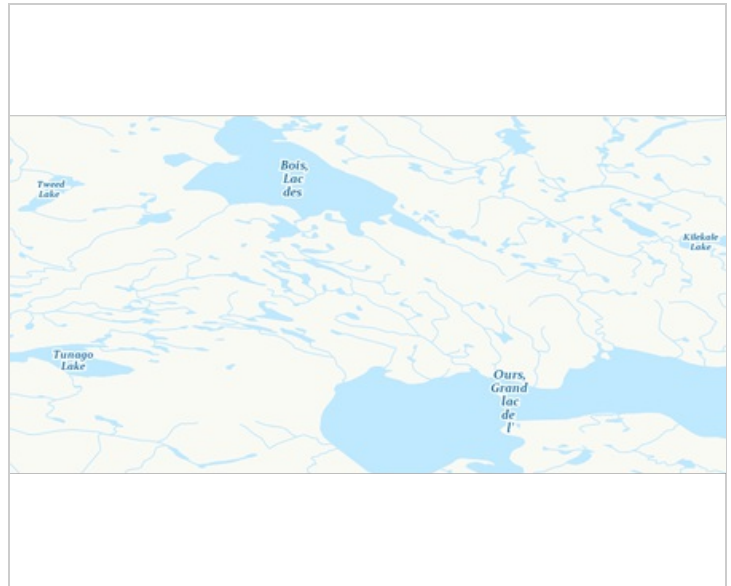 Bois,
Lac
des
Tweed
Lake
Kilekale
Lake
Tunago
Lake
Ours,
Grand
lac
de
l'